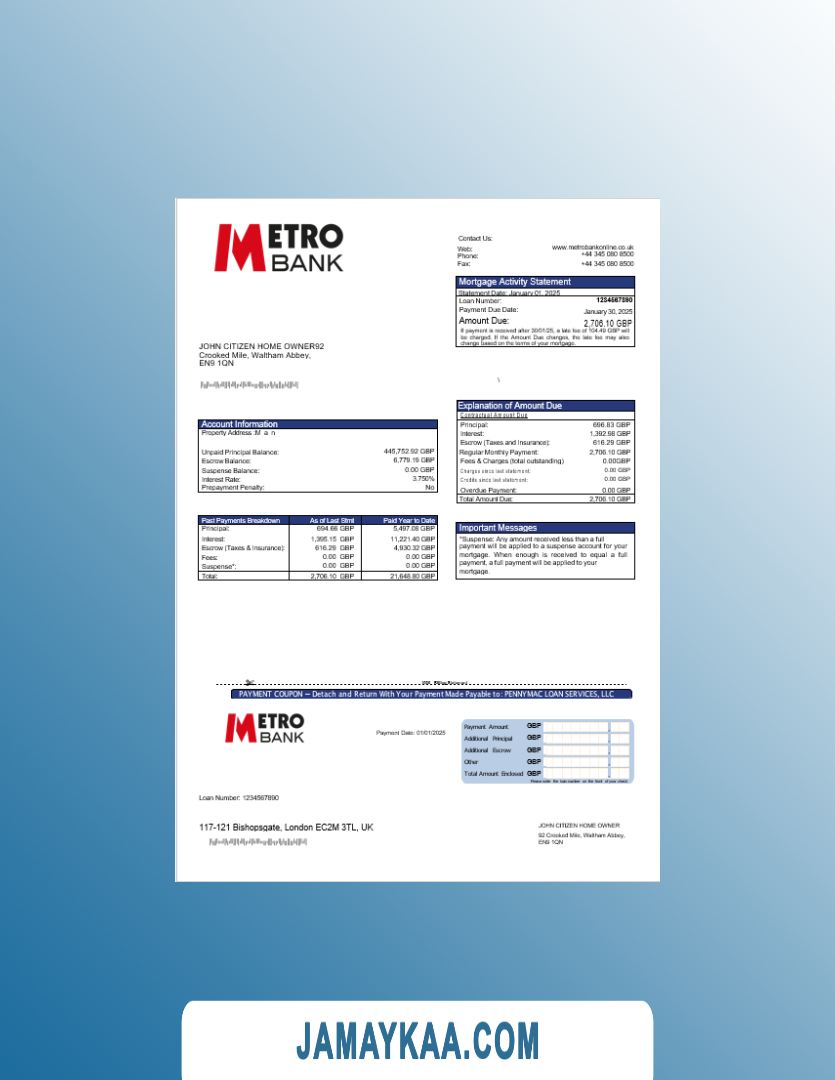 METRO
BANK
Contact Us:
Web: www.metrobankonline.co.uk
Phone: +44 345 080 8500
Fax: +44 345 080 8500
Mortgage Activity Statement
Statement Date: January 01, 2025
Loan Number: 1234567890
Payment Due Date: January 30, 2025
Amount Due: 2,706.10 GBP
If payment is received after 30/01/25, a late fee of 104.49 GBP will
be charged. If the Amount Due changes, the late fee may also
change based on the terms of your mortgage.
JOHN CITIZEN HOME OWNER92
Crooked Mile, Waltham Abbey,
EN9 1QN
\
Explanation of Amount Due
Contractual Amount Due
Principal: 696.83 GBP
Interest: 1,392.98 GBP
Escrow (Taxes and Insurance): 616.29 GBP
Regular Monthly Payment: 2,706.10 GBP
Fees & Charges (total outstanding) 0.00GBP
Charges since last statement: 0.00 GBP
Credits since last statement: 0.00 GBP
Overdue Payment: 0.00 GBP
Total Amount Due: 2,706.10 GBP
Account Information
Property Address :M a n
Unpaid Principal Balance: 445,752.92 GBP
Escrow Balance: 6,779.16 GBP
Suspense Balance: 0.00 GBP
Interest Rate: 3.750%
Prepayment Penalty: No
Past Payments Breakdown As of Last Stmt Paid Year to Date
Principal: 694.66 GBP 5,497.08 GBP
Interest: 1,395.15 GBP 11,221.40 GBP
Escrow (Taxes & Insurance): 616.29 GBP 4,930.32 GBP
Fees: 0.00 GBP 0.00 GBP
Suspense*: 0.00 GBP 0.00 GBP
Total: 2,706.10 GBP 21,648.80 GBP
Important Messages
*Suspense: Any amount received less than a full
payment will be applied to a suspense account for your
mortgage. When enough is received to equal a full
payment, a full payment will be applied to your
mortgage.
PAYMENT COUPON — Detach and Return With Your Payment Made Payable to: PENNYMAC LOAN SERVICES, LLC
METRO
BANK
Payment Date: 01/01/2025
Payment Amount GBP
Additional Principal GBP
Additional Escrow GBP
Other GBP
Total Amount Enclosed GBP
Please write the loan number on the front of your check.
Loan Number: 1234567890
117-121 Bishopsgate, London EC2M 3TL, UK
JOHN CITIZEN HOME OWNER
92 Crooked Mile, Waltham Abbey,
EN9 1QN
JAMAYKAA.COM